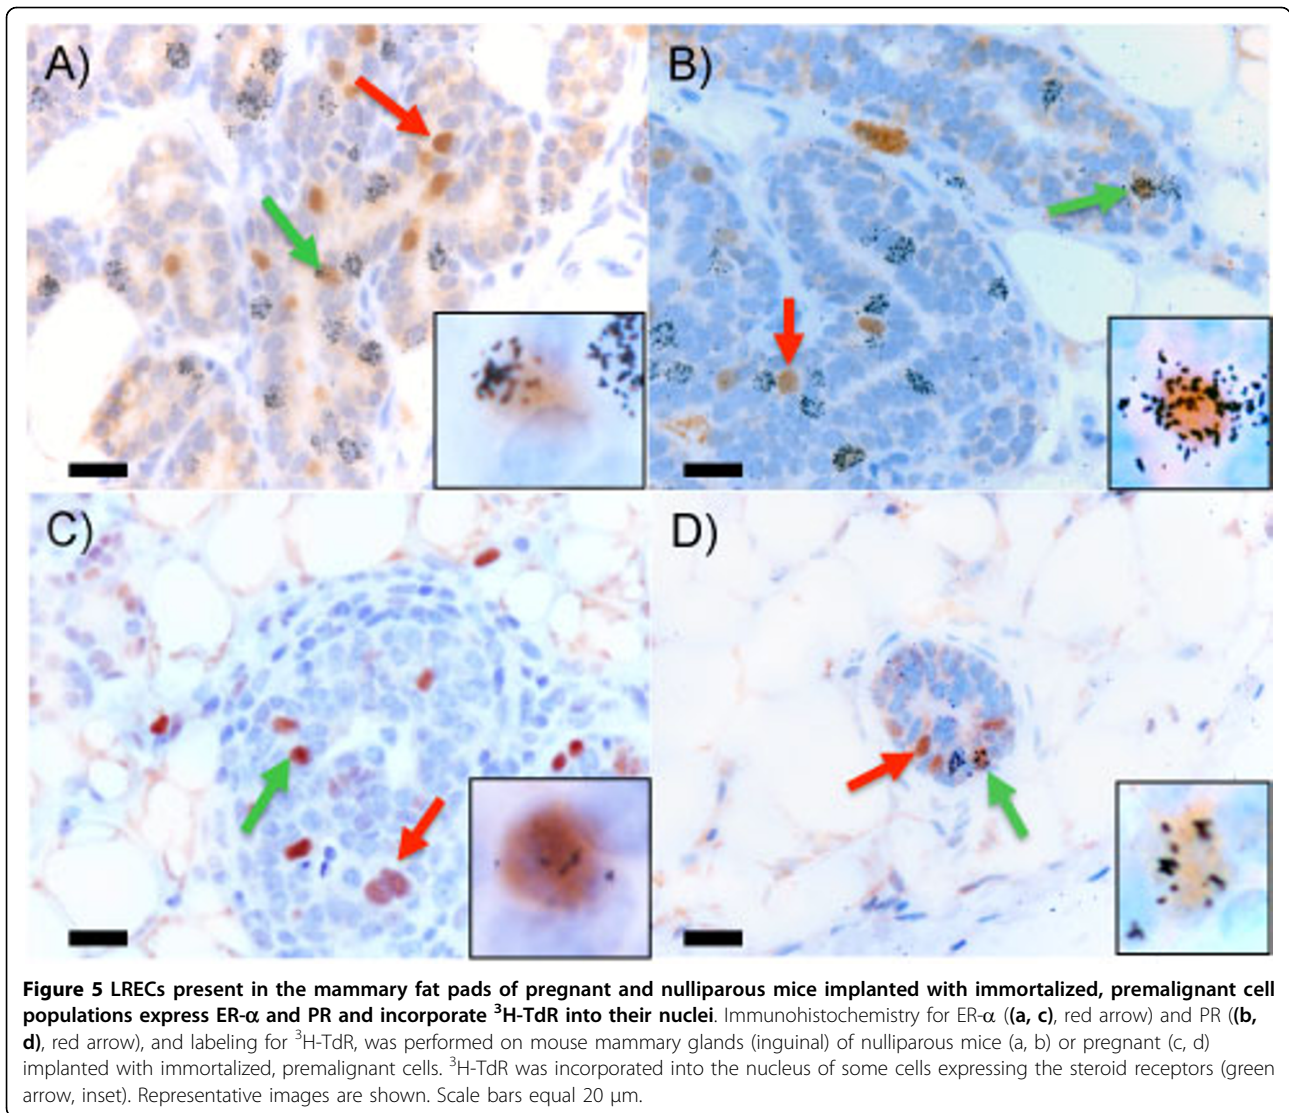 A)
B)
C)
D)
Figure 5 LRECs present in the mammary fat pads of pregnant and nulliparous mice implanted with immortalized, premalignant cell
populations express ER-α and PR and incorporate ³H-TdR into their nuclei. Immunohistochemistry for ER-α ((a, c), red arrow) and PR ((b,
d), red arrow), and labeling for ³H-TdR, was performed on mouse mammary glands (inguinal) of nulliparous mice (a, b) or pregnant (c, d)
implanted with immortalized, premalignant cells. ³H-TdR was incorporated into the nucleus of some cells expressing the steroid receptors (green
arrow, inset). Representative images are shown. Scale bars equal 20 μm.